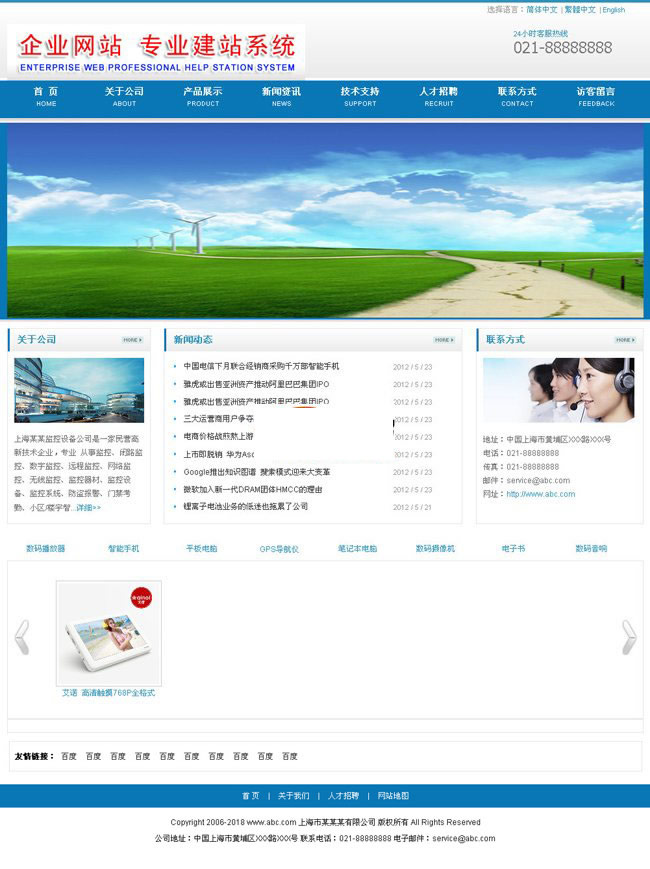 选择语言：简体中文 | 繁體中文 | English
24小时客服热线
021-88888888
企业网站 专业建站系统
ENTERPRISE WEB PROFESSIONAL HELP STATION SYSTEM
首 页 关于公司 产品展示 新闻资讯 技术支持 人才招聘 联系方式 访客留言
HOME ABOUT PRODUCT NEWS SUPPORT RECRUIT CONTACT FEEDBACK
关于公司 MORE
上海某某监控设备公司是一家民营高
新技术企业，专业 从事监控、闭路监
控、数字监控、远程监控、网络监
控、无线监控、监控器材、监控设
备、监控系统、防盗报警、门禁考
勤、小区/楼宇智...详细>>
新闻动态 MORE
中国电信下月联合经销商采购千万部智能手机 2012 / 5 / 23
雅虎或出售亚洲资产推动阿里巴巴集团IPO 2012 / 5 / 23
雅虎或出售亚洲资产推动阿里巴巴集团IPO 2012 / 5 / 23
三大运营商用户争夺 2012 / 5 / 23
电商价格战煎熬上游 2012 / 5 / 23
上市即脱销 华为Asc 2012 / 5 / 23
Google推出知识图谱 搜索模式迎来大变革 2012 / 5 / 23
微软加入新一代DRAM团体HMCC的理由 2012 / 5 / 23
锂离子电池业务的低迷也拖累了公司 2012 / 5 / 21
联系方式 MORE
地址：中国上海市黄埔区XXX路XXX号
电话：021-88888888
传真：021-88888888
邮件：service@abc.com
网址：http://www.abc.com
数码播放器 智能手机 平板电脑 GPS导航仪 笔记本电脑 数码摄像机 电子书 数码音响
ainol
艾诺 高清触摸768P全格式
友情链接： 百度 百度 百度 百度 百度 百度 百度 百度 百度 百度
首 页 | 关于我们 | 人才招聘 | 网站地图
Copyright 2006-2018 www.abc.com 上海市某某某有限公司 版权所有 All Rights Reserved
公司地址：中国上海市黄埔区XXX路XXX号 联系电话：021-88888888 电子邮件：service@abc.com